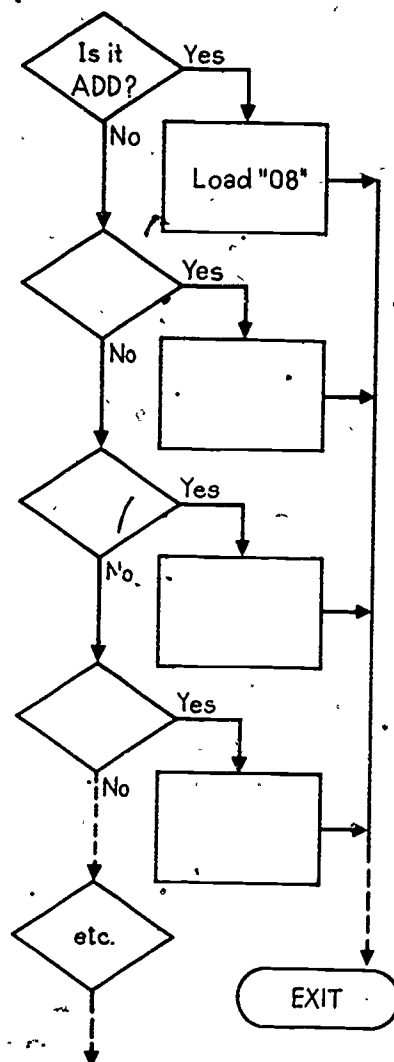 Is it
ADD?
Yes
No
Load "08"
Yes
No
Yes
No
Yes
No
etc.
EXIT